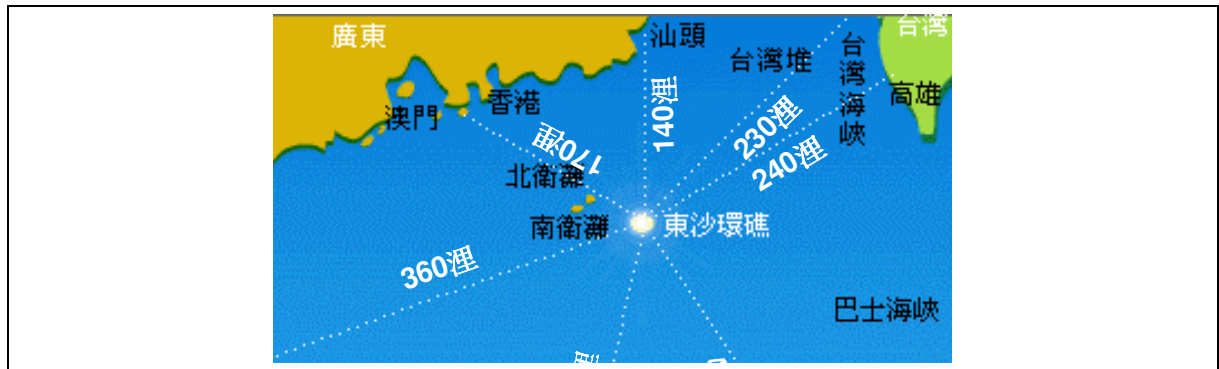 廣東
汕頭
台灣
台灣堆
台灣海峽
高雄
香港
澳門
140浬
230浬
170浬
240浬
北衛灘
南衛灘
東沙環礁
360浬
巴士海峽
浬